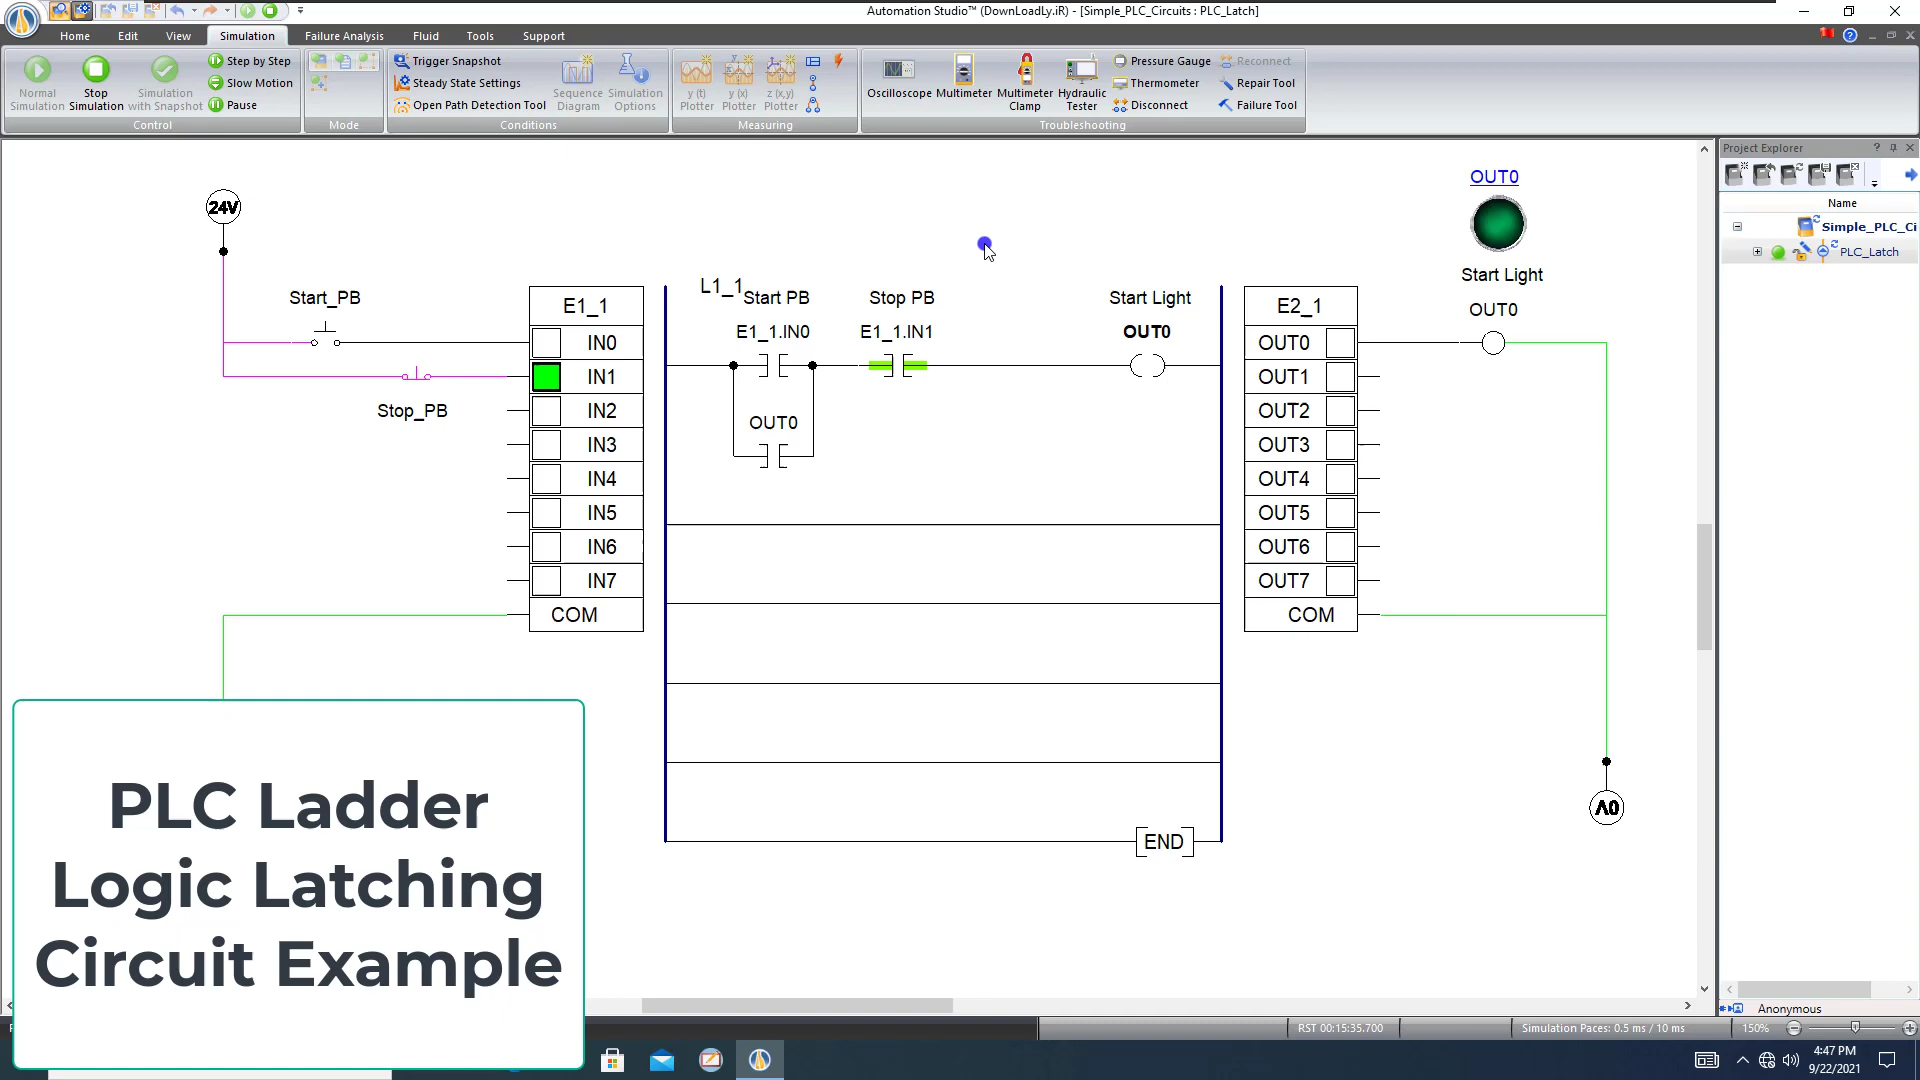 Automation Studio™ (DownLoadLy.iR) - [Simple_PLC_Circuits : PLC_Latch]
Home Edit View Simulation Failure Analysis Fluid Tools Support
Normal Simulation
Stop Simulation
Simulation with Snapshot
Step by Step
Slow Motion
Pause
Control
Mode
Trigger Snapshot
Steady State Settings
Open Path Detection Tool
Sequence Diagram
Simulation Options
Conditions
y (t) Plotter
y (x) Plotter
z (x,y) Plotter
Measuring
Oscilloscope
Multimeter
Multimeter Clamp
Hydraulic Tester
Pressure Gauge
Thermometer
Disconnect
Reconnect
Repair Tool
Failure Tool
Troubleshooting
Project Explorer
Name
Simple_PLC_Ci
PLC_Latch
24V
Start_PB
Stop_PB
E1_1
IN0
IN1
IN2
IN3
IN4
IN5
IN6
IN7
COM
L1_1
Start PB
E1_1.IN0
OUT0
Stop PB
E1_1.IN1
Start Light
OUT0
END
E2_1
OUT0
OUT1
OUT2
OUT3
OUT4
OUT5
OUT6
OUT7
COM
OUT0
Start Light
OUT0
0V
PLC Ladder
Logic Latching
Circuit Example
Anonymous
RST 00:15:35.700
Simulation Paces: 0.5 ms / 10 ms
150%
4:47 PM
9/22/2021